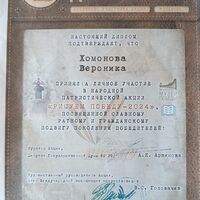 НАСТОЯЩИЙ ДИПЛОМ
ПОДТВЕРЖДАЕТ, ЧТО
Хомонова
Вероника
ПРИНЯЛ(А) ЛИЧНОЕ УЧАСТИЕ
В НАРОДНОЙ
ПАТРИОТИЧЕСКОЙ АКЦИИ
«РИСУЕМ ПОБЕДУ-2024»,
ПОСВЯЩЕННОЙ СЛАВНОМУ
РАТНОМУ И ГРАЖДАНСКОМУ
ПОДВИГУ ПОКОЛЕНИЯ ПОБЕДИТЕЛЕЙ!
В.С. Головачев